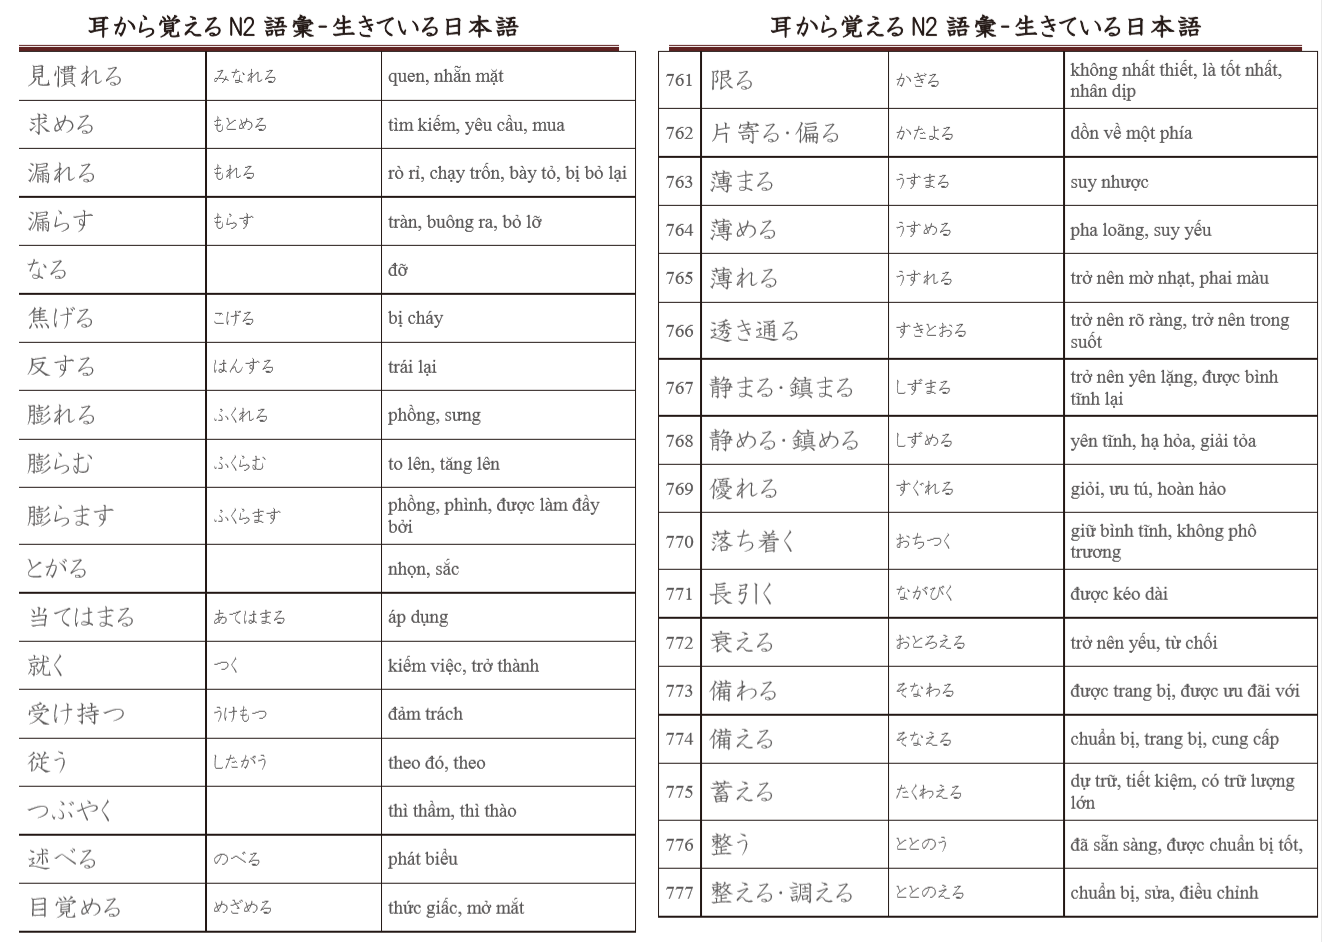 耳から覚える N2 語彙-生きている日本語
見慣れる みなれる quen, nhẵn mặt
求める もとめる tìm kiếm, yêu cầu, mua
漏れる もれる rò rỉ, chạy trốn, bày tỏ, bị bỏ lại
漏らす もらす tràn, buông ra, bỏ lỡ
なる đỡ
焦げる こげる bị cháy
反する はんする trái lại
膨れる ふくれる phồng, sưng
膨らむ ふくらむ to lên, tăng lên
膨らます ふくらます phồng, phình, được làm đầy
bởi
とがる nhọn, sắc
当てはまる あてはまる áp dụng
就く つく kiếm việc, trở thành
受け持つ うけもつ đảm trách
従う したがう theo đó, theo
つぶやく thì thầm, thì thào
述べる のべる phát biểu
目覚める めざめる thức giấc, mở mắt
耳から覚える N2 語彙-生きている日本語
761 限る かぎる không nhất thiết, là tốt nhất,
nhân dịp
762 片寄る・偏る かたよる dồn về một phía
763 薄まる うすまる suy nhược
764 薄める うすめる pha loãng, suy yếu
765 薄れる うすれる trở nên mờ nhạt, phai màu
766 透き通る すきとおる trở nên rõ ràng, trở nên trong
suốt
767 静まる・鎮まる しずまる trở nên yên lặng, được bình
tĩnh lại
768 静める・鎮める しずめる yên tĩnh, hạ hỏa, giải tỏa
769 優れる すぐれる giỏi, ưu tú, hoàn hảo
770 落ち着く おちつく giữ bình tĩnh, không phô
trương
771 長引く ながびく được kéo dài
772 衰える おとろえる trở nên yếu, từ chối
773 備わる そなわる được trang bị, được ưu đãi với
774 備える そなえる chuẩn bị, trang bị, cung cấp
775 蓄える たくわえる dự trữ, tiết kiệm, có trữ lượng
lớn
776 整う ととのう đã sẵn sàng, được chuẩn bị tốt,
777 整える・調える ととのえる chuẩn bị, sửa, điều chỉnh